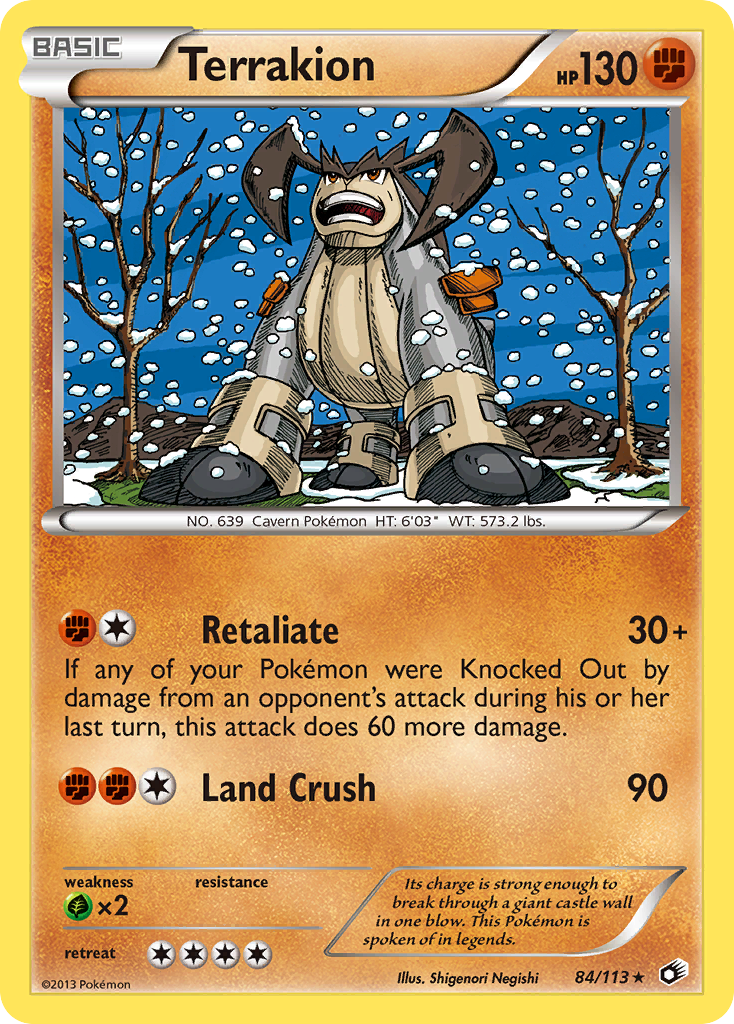 BASIC
Terrakion
HP130
NO. 639 Cavern Pokémon HT: 6'03" WT: 573.2 lbs.
Retaliate 30+
If any of your Pokémon were Knocked Out by
damage from an opponent's attack during his or her
last turn, this attack does 60 more damage.
Land Crush 90
weakness resistance
×2
retreat
Its charge is strong enough to
break through a giant castle wall
in one blow. This Pokémon is
spoken of in legends.
©2013 Pokémon
Illus. Shigenori Negishi
84/113 ★